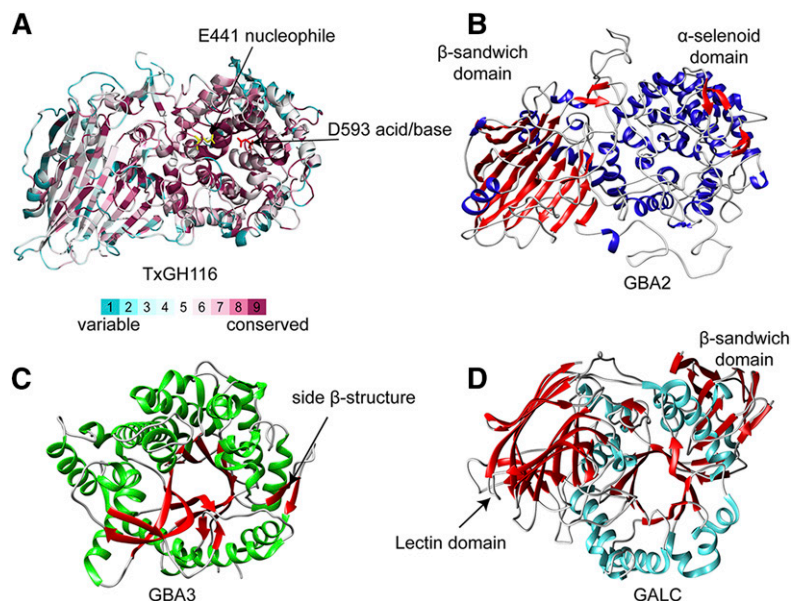 A
E441 nucleophile
D593 acid/base
TxGH116
1 2 3 4 5 6 7 8 9
variable conserved
B
β-sandwich
domain
α-selenoid
domain
GBA2
C
side β-structure
GBA3
D
β-sandwich
domain
Lectin domain
GALC